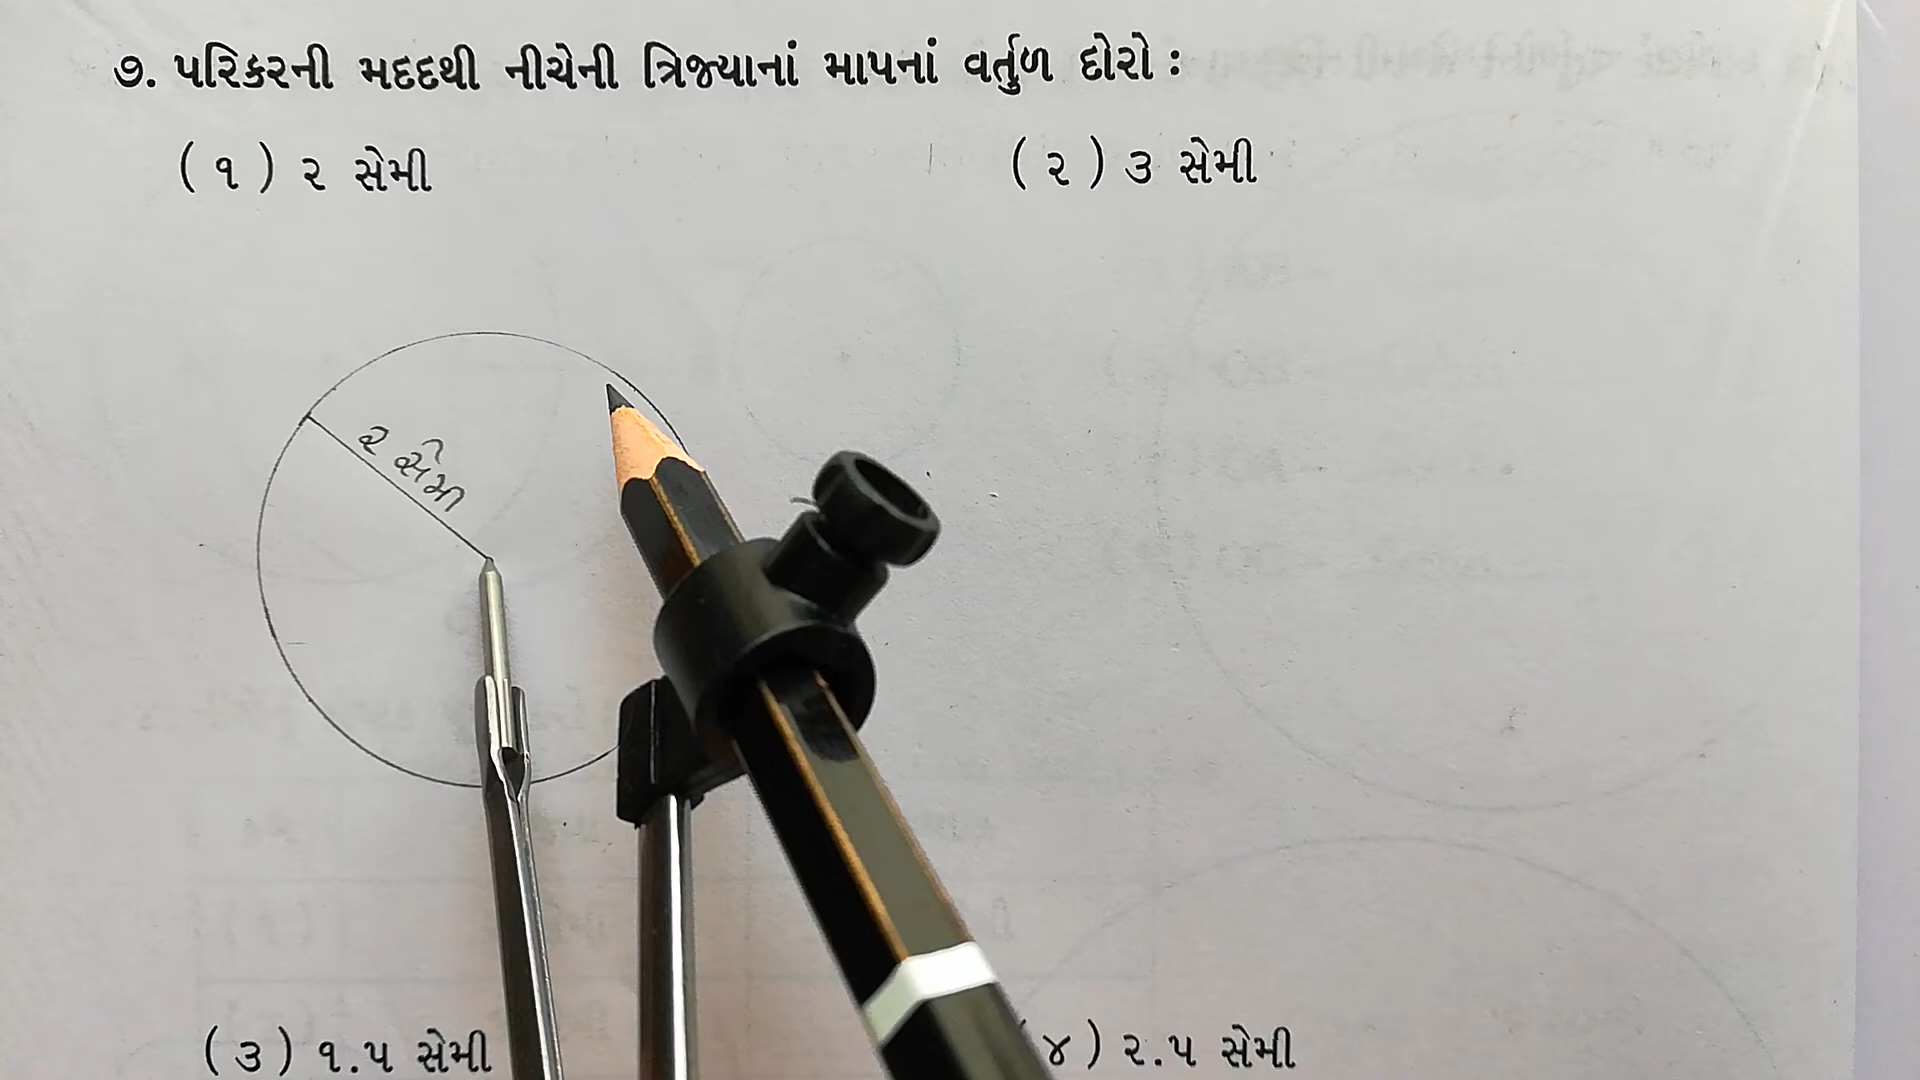 ૭. પરિકરની મદદથી નીચેની ત્રિજ્યાનાં માપનાં વર્તુળ દોરો :
(૧) ૨ સેમી
(૨) ૩ સેમી
૨ સેમી
(૩) ૧.૫ સેમી
૪) ૨.૫ સેમી